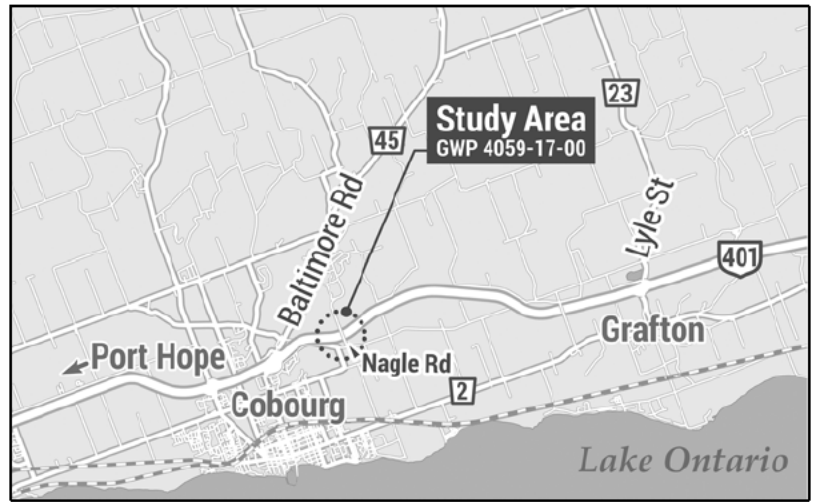 23
Study Area
GWP 4059-17-00
45
Baltimore Rd
Lyle St
401
Grafton
Port Hope
Nagle Rd
2
Cobourg
Lake Ontario